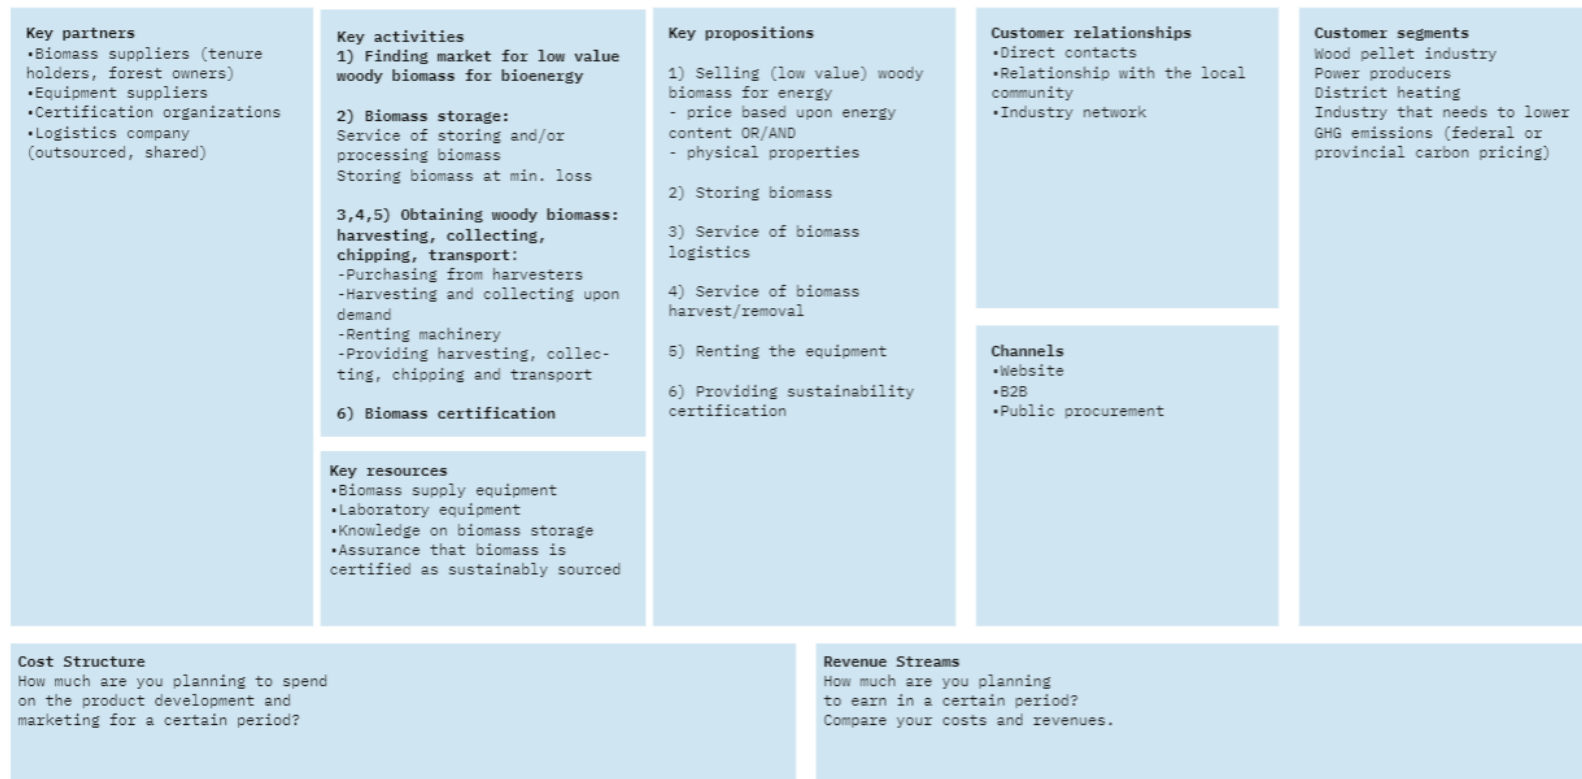 Key partners
•Biomass suppliers (tenure
holders, forest owners)
•Equipment suppliers
•Certification organizations
•Logistics company
(outsourced, shared)
Key activities
1) Finding market for low value
woody biomass for bioenergy
2) Biomass storage:
Service of storing and/or
processing biomass
Storing biomass at min. loss
3,4,5) Obtaining woody biomass:
harvesting, collecting,
chipping, transport:
-Purchasing from harvesters
-Harvesting and collecting upon
demand
-Renting machinery
-Providing harvesting, collec-
ting, chipping and transport
6) Biomass certification
Key resources
•Biomass supply equipment
•Laboratory equipment
•Knowledge on biomass storage
•Assurance that biomass is
certified as sustainably sourced
Key propositions
1) Selling (low value) woody
biomass for energy
- price based upon energy
content OR/AND
- physical properties
2) Storing biomass
3) Service of biomass
logistics
4) Service of biomass
harvest/removal
5) Renting the equipment
6) Providing sustainability
certification
Customer relationships
•Direct contacts
•Relationship with the local
community
•Industry network
Channels
•Website
•B2B
•Public procurement
Customer segments
Wood pellet industry
Power producers
District heating
Industry that needs to lower
GHG emissions (federal or
provincial carbon pricing)
Cost Structure
How much are you planning to spend
on the product development and
marketing for a certain period?
Revenue Streams
How much are you planning
to earn in a certain period?
Compare your costs and revenues.